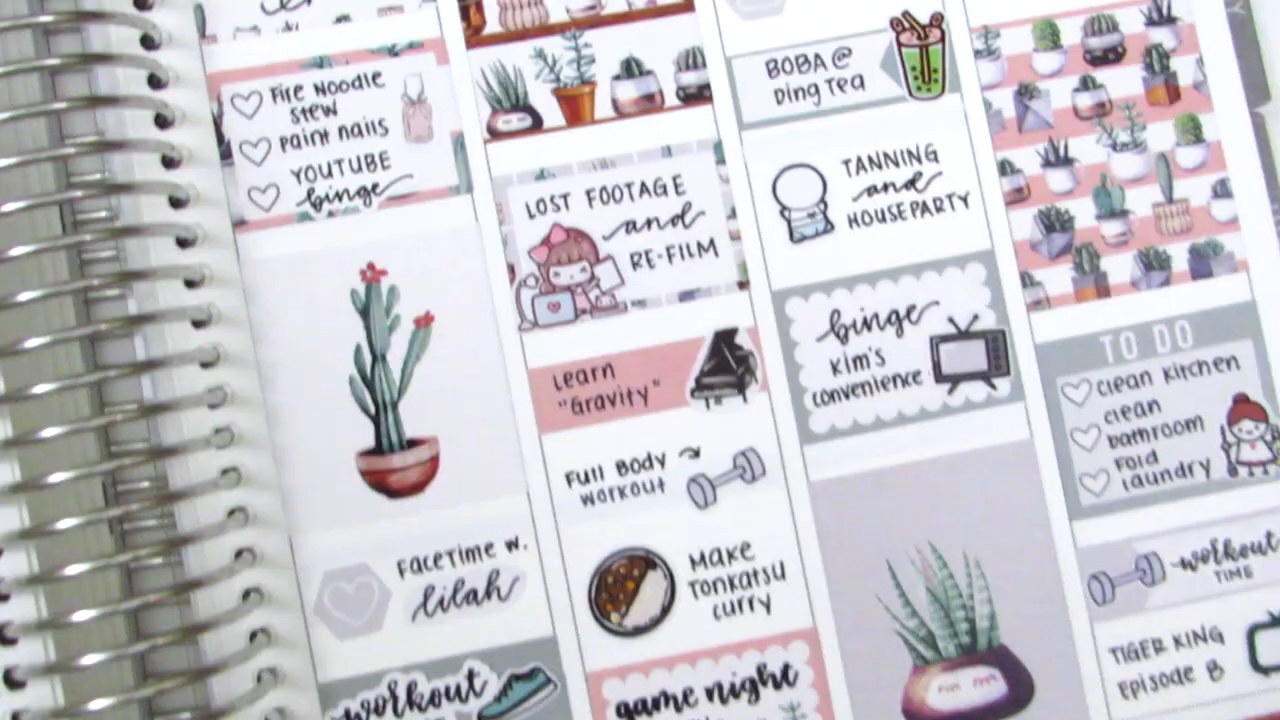 Fire Noodle
Stew
paint nails
YOUTUBE
binge
FaceTime w.
lilah
workout
LOST FOOTAGE
and
RE-FILM
Learn
"Gravity"
Full Body
workout
Make
Tonkatsu
curry
game night
BOBA @
Ding Tea
TANNING
and
HOUSEPARTY
binge
Kim's
convenience
TO DO
clean kitchen
clean
bathroom
Fold
laundry
workout
TIME
TIGER KING
Episode 8